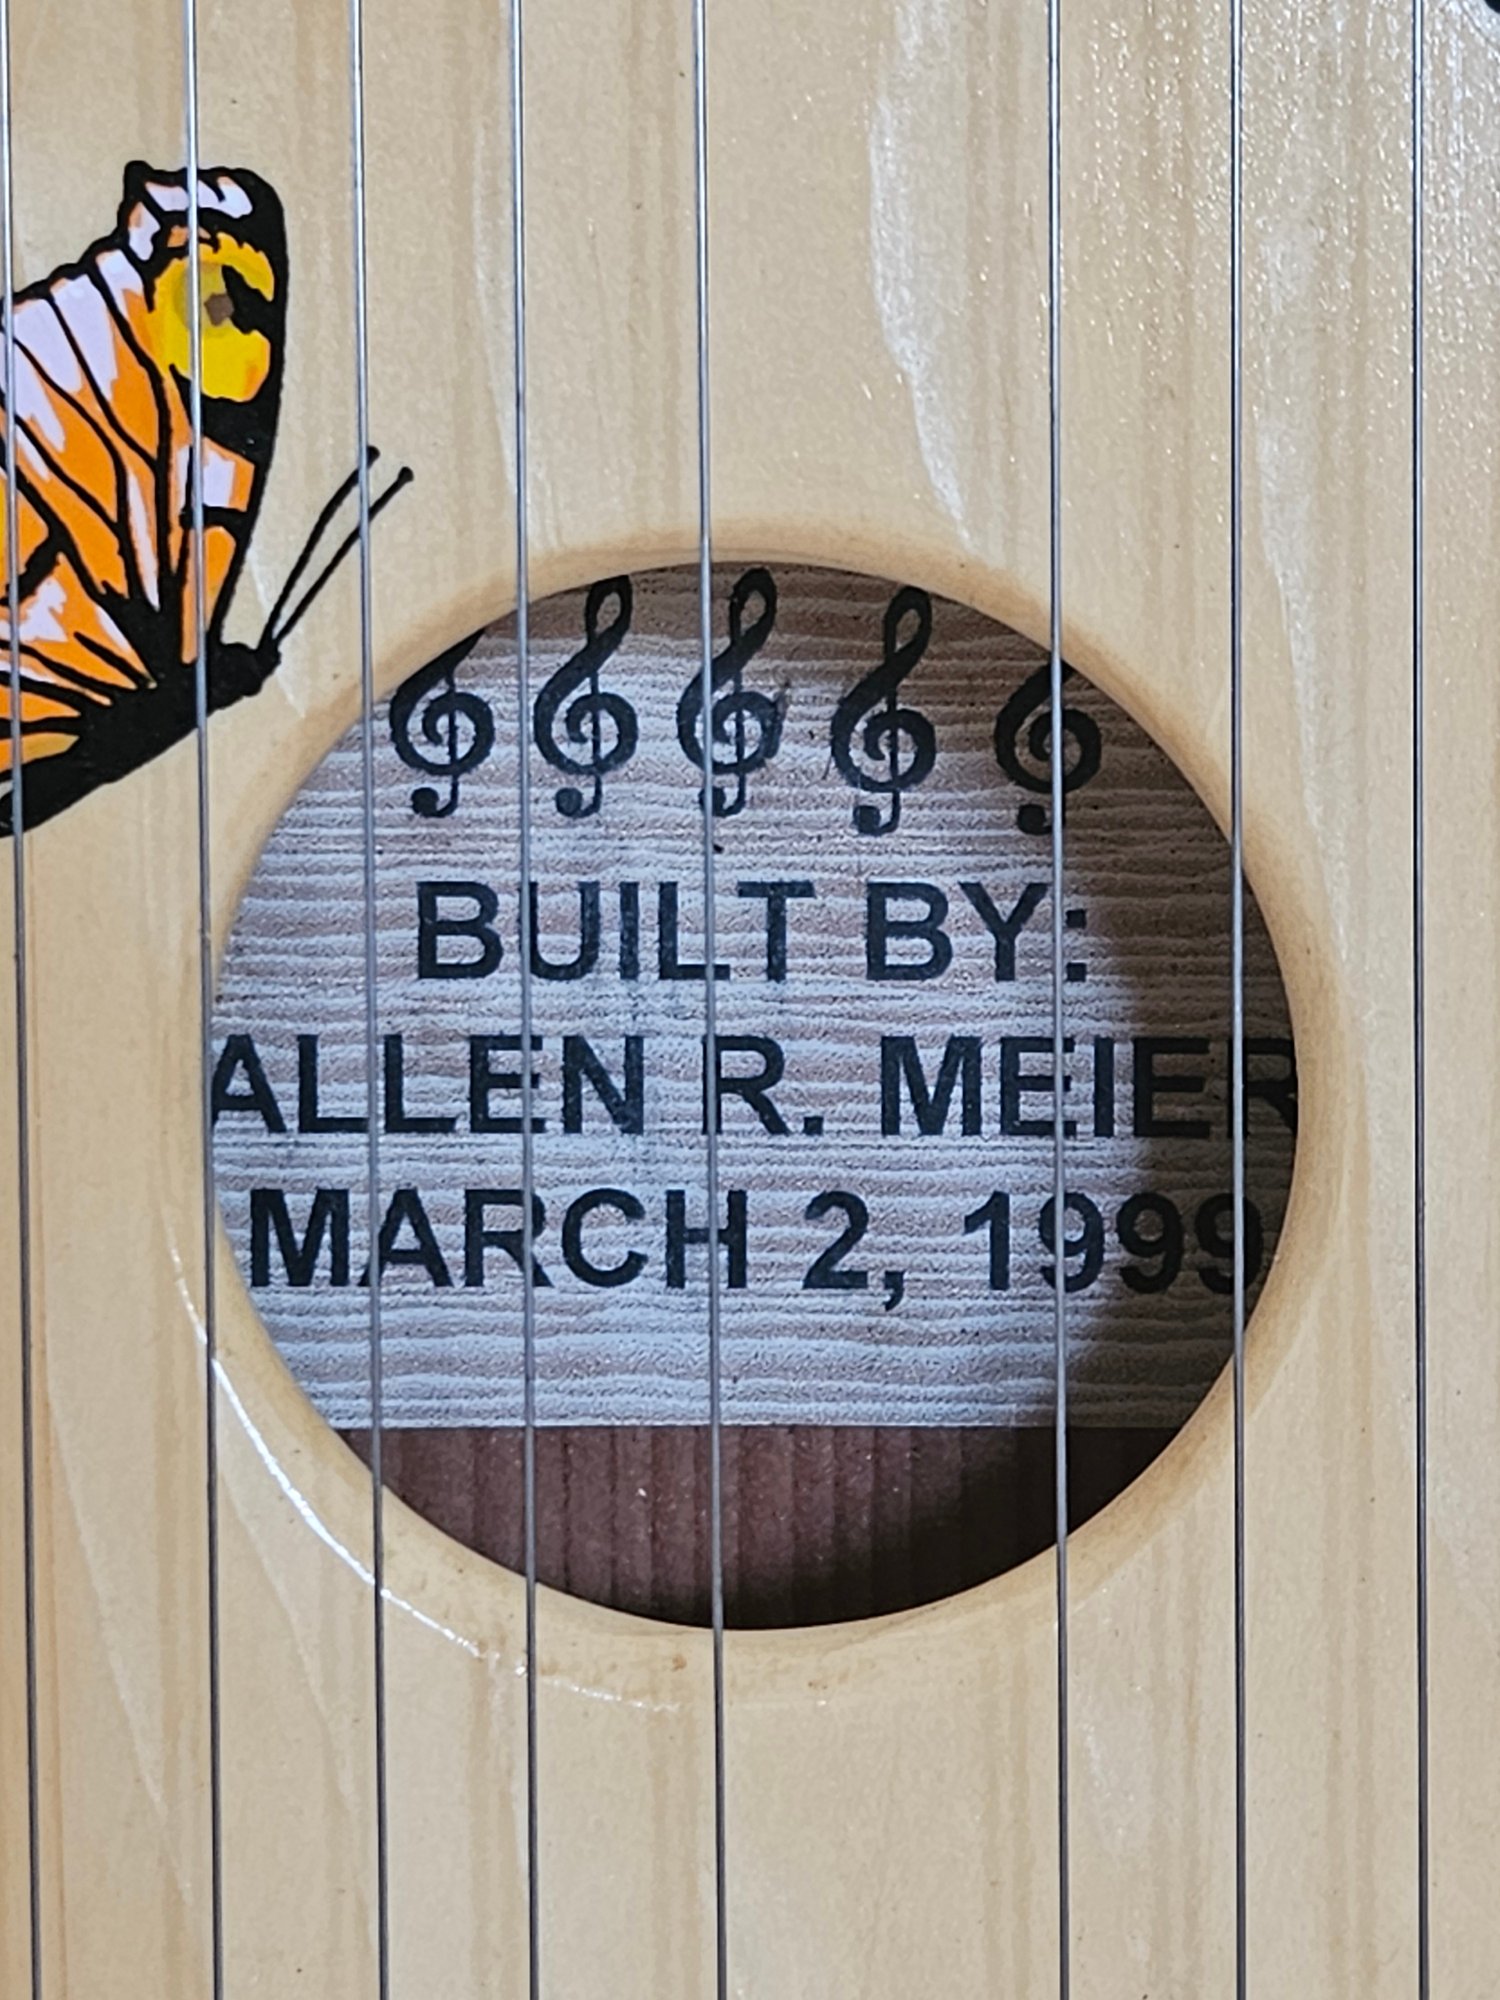 BUILT BY:
ALLEN R. MEIER
MARCH 2, 1999